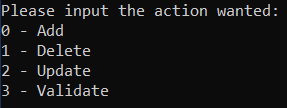 Please input the action wanted:
0 - Add
1 - Delete
2 - Update
3 - Validate